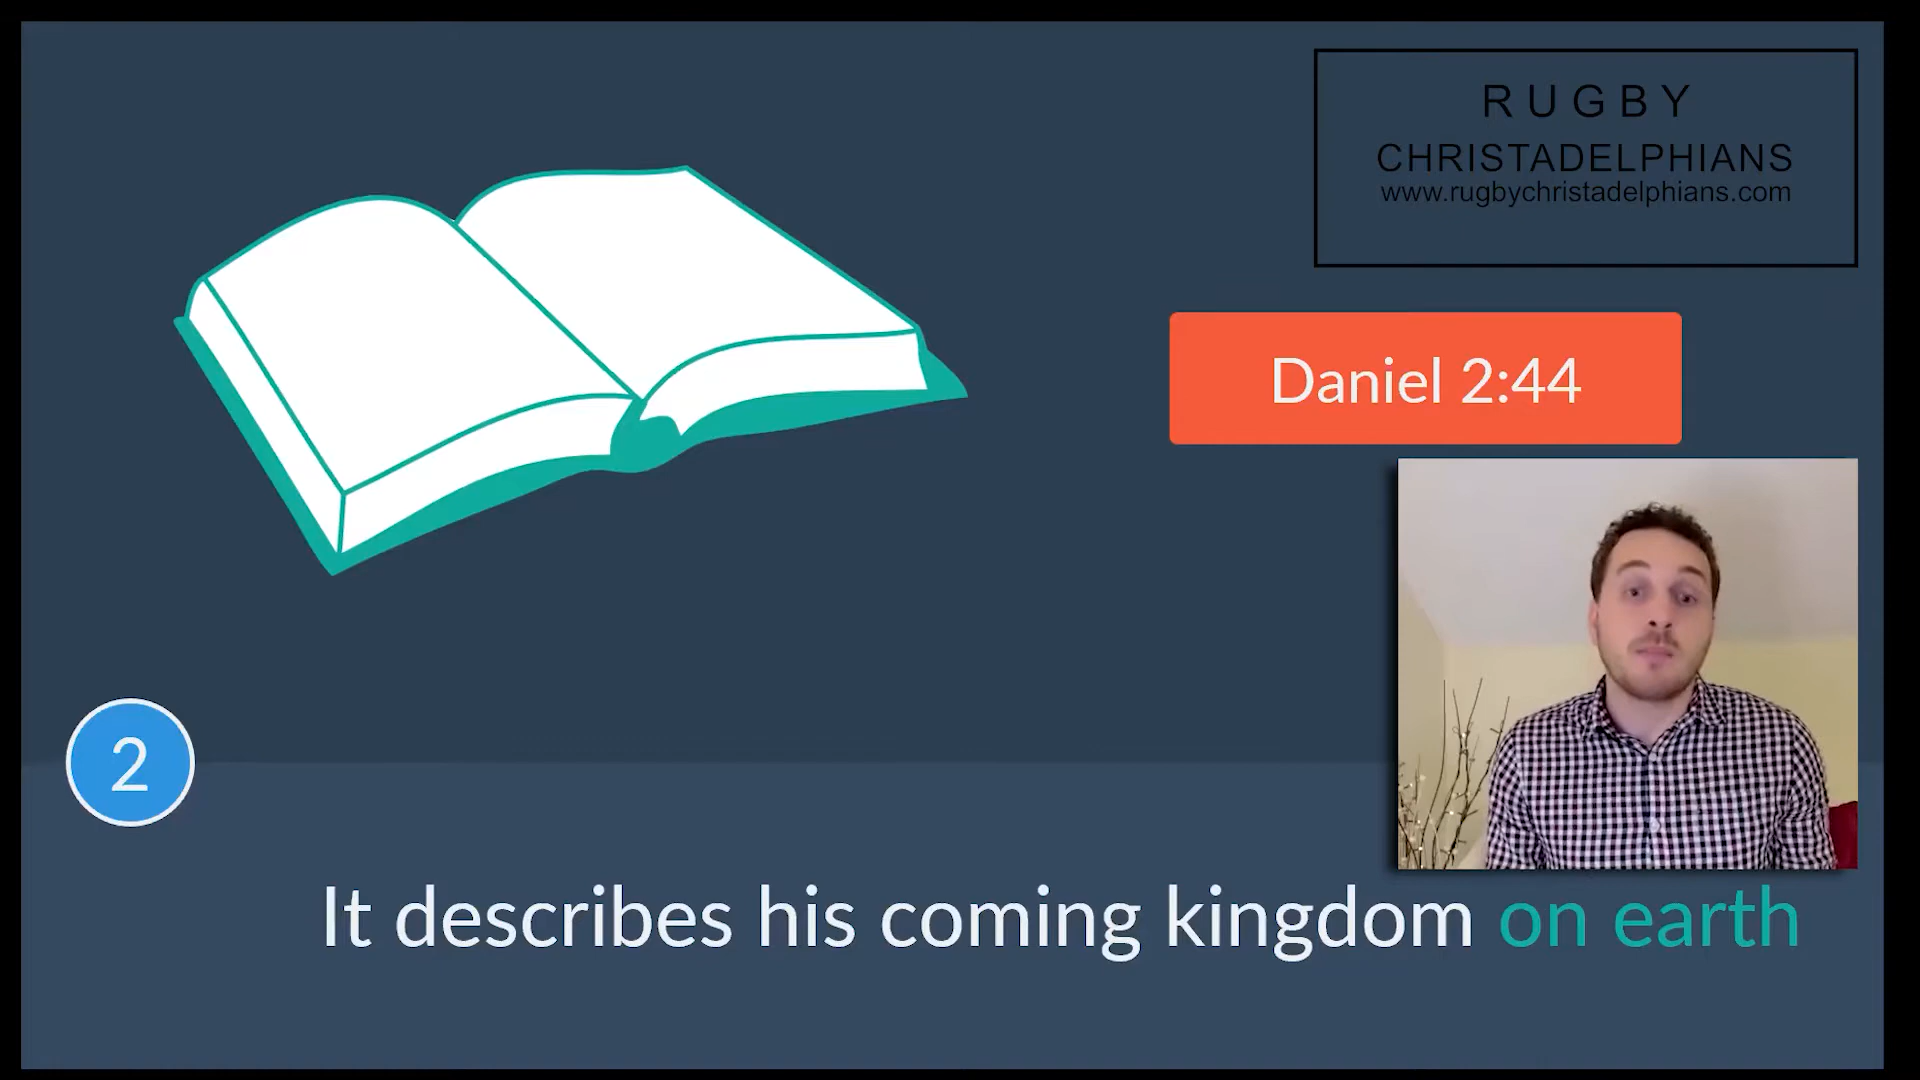 RUGBY
CHRISTADELPHIANS
www.rugbychristadelphians.com
Daniel 2:44
2
It describes his coming kingdom on earth